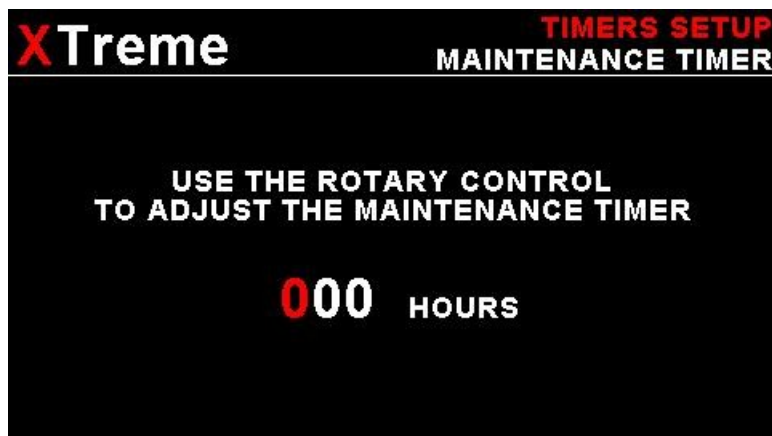 XTreme
TIMERS SETUP
MAINTENANCE TIMER
USE THE ROTARY CONTROL
TO ADJUST THE MAINTENANCE TIMER
000 HOURS